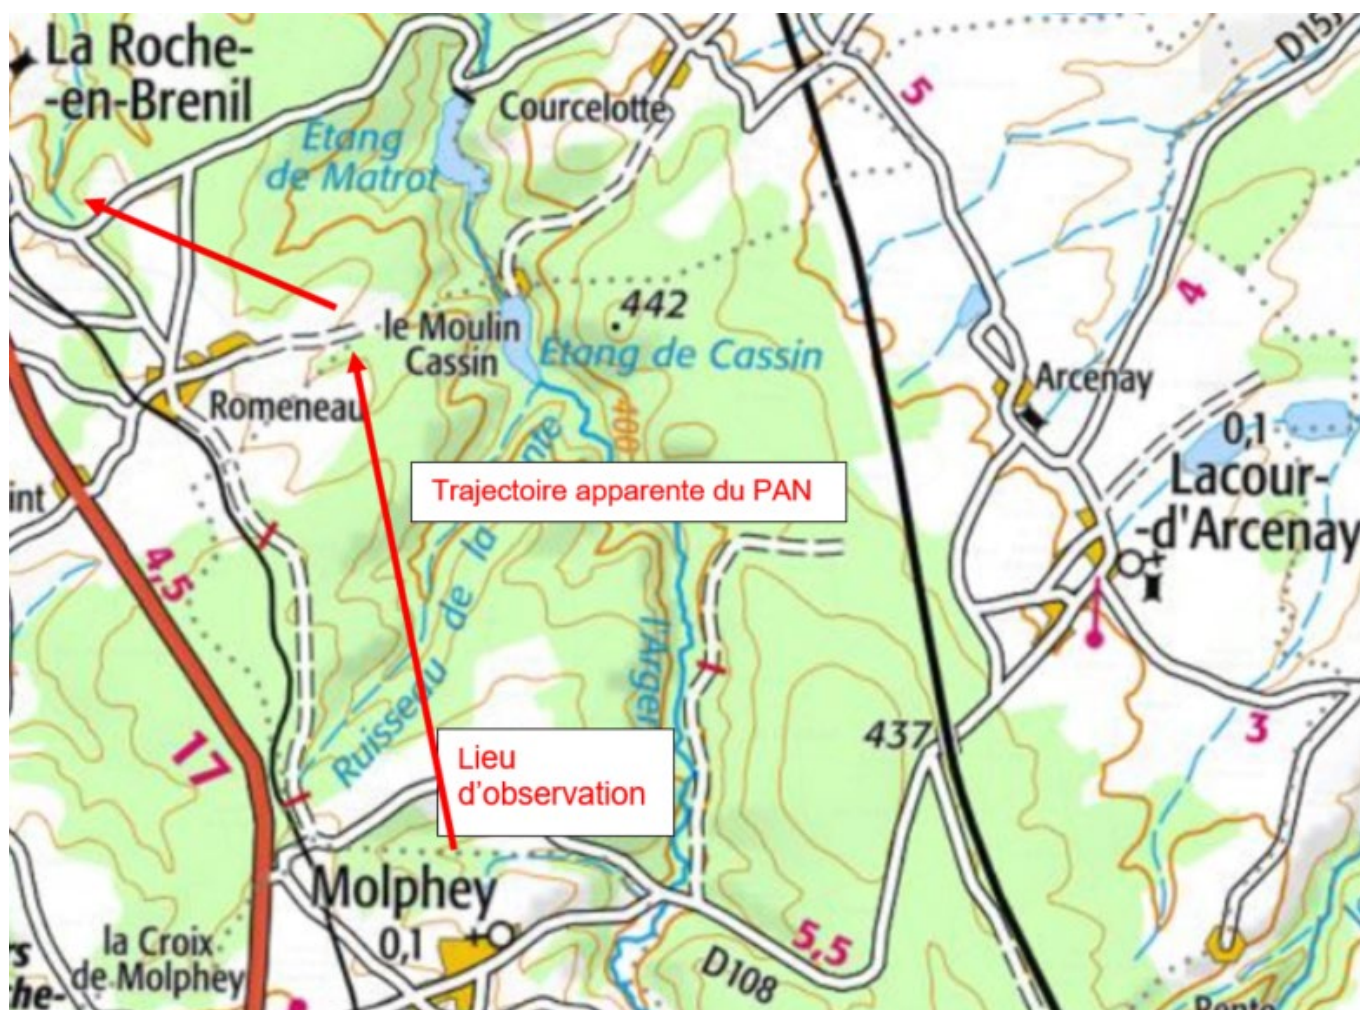 La Roche-
-en-Brenil
Etang
de Matrot
Courcelotte
5
4
442
le Moulin
Cassin
Etang de Cassin
Romeneau
400
Arcenay
0,1
Lacour-
-d'Arcenay
Trajectoire apparente du PAN
4,5
Ruisseau de la
17
437
3
Lieu
d'observation
Molphey
0,1
la Croix
de Molphey
5,5
D108